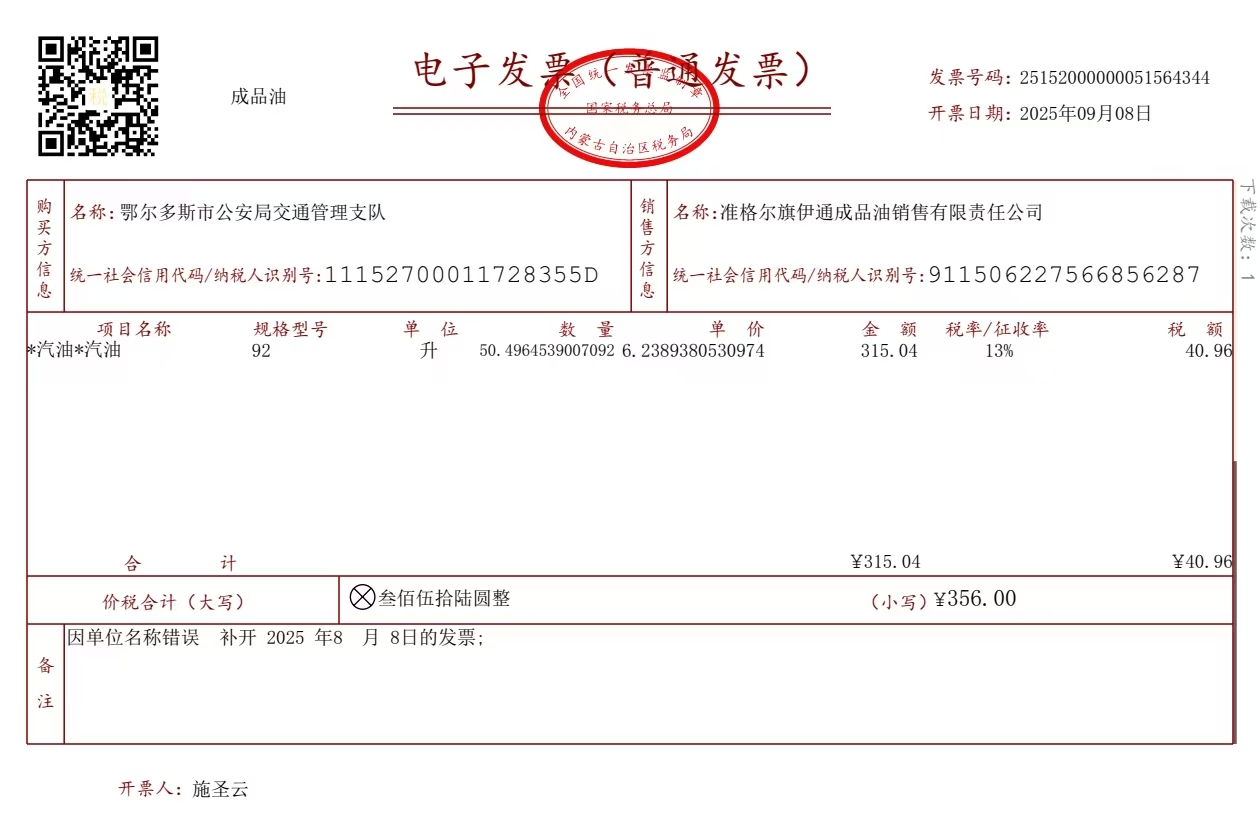 电子发票（普通发票）
全国统一发票监制章
国家税务总局
内蒙古自治区税务局
税
成品油
发票号码：25152000000051564344
开票日期：2025年09月08日
下载次数：1
购买方信息
名称：鄂尔多斯市公安局交通管理支队
统一社会信用代码/纳税人识别号：11152700011728355D
销售方信息
名称：准格尔旗伊通成品油销售有限责任公司
统一社会信用代码/纳税人识别号：911506227566856287
项目名称 规格型号 单 位 数 量 单 价 金 额 税率/征收率 税 额
*汽油*汽油 92 升 50.4964539007092 6.2389380530974 315.04 13% 40.96
合 计 ¥315.04 ¥40.96
价税合计（大写） ⊗叁佰伍拾陆圆整 （小写）¥356.00
备注
因单位名称错误 补开 2025 年8 月 8日的发票;
开票人：施圣云